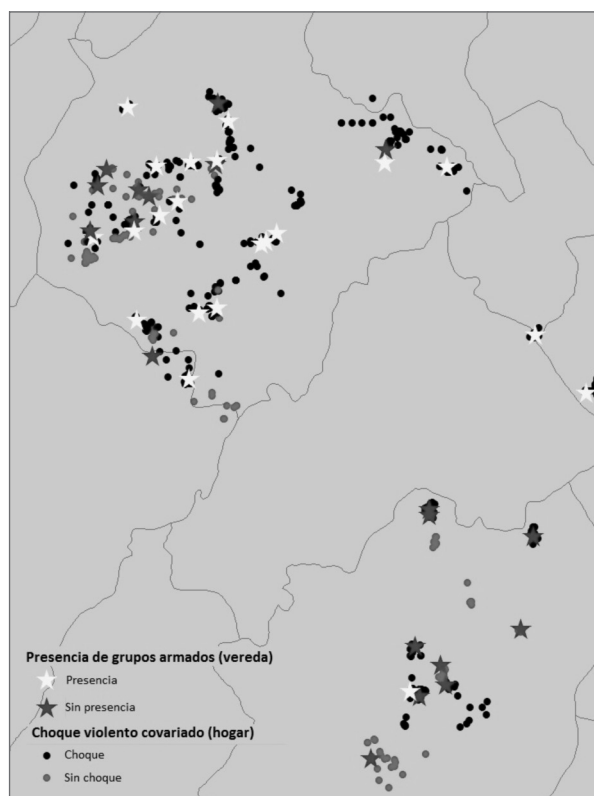 Presencia de grupos armados (vereda)
Presencia
Sin presencia
Choque violento covariado (hogar)
Choque
Sin choque